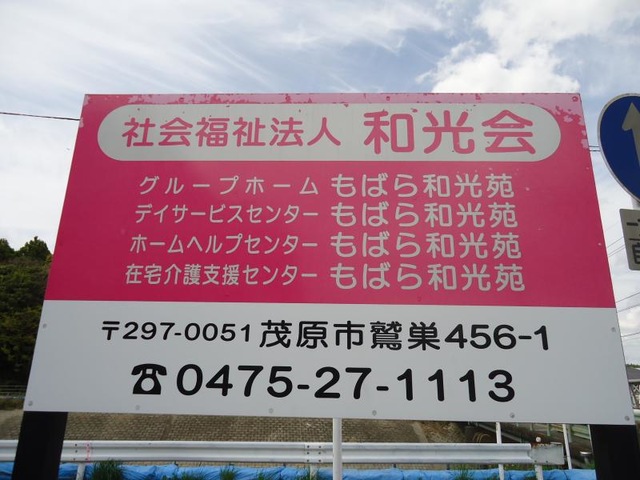 社会福祉法人 和光会
グループホーム もばら和光苑
デイサービスセンター もばら和光苑
ホームヘルプセンター もばら和光苑
在宅介護支援センター もばら和光苑
〒297-0051 茂原市鷲巣456-1
☎0475-27-1113